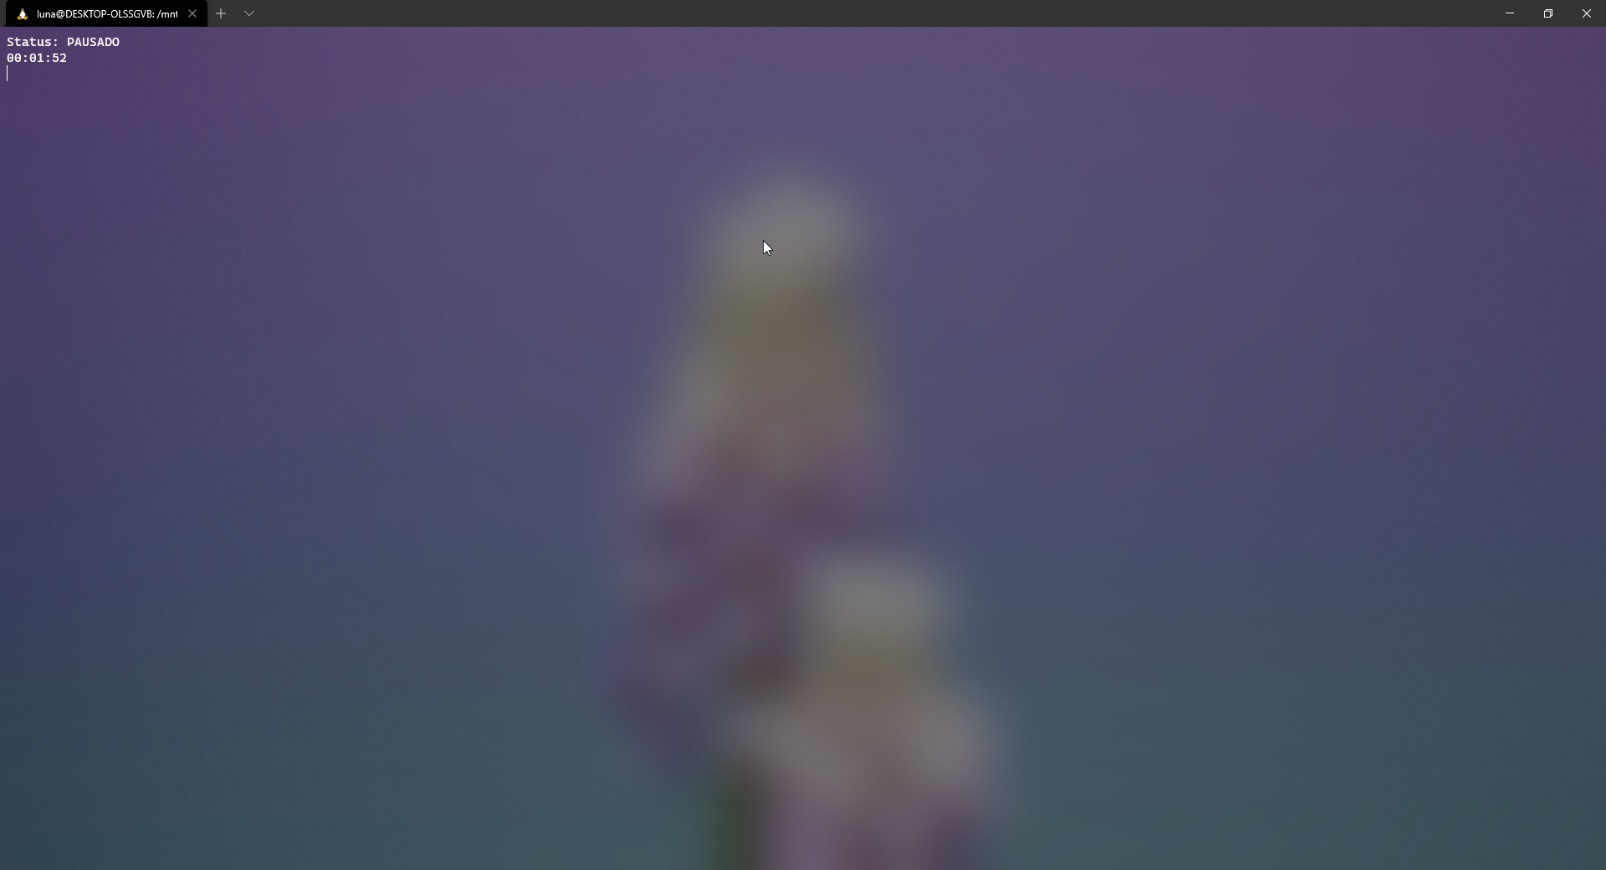 luna@DESKTOP-OLSSGVB: /mnt
Status: PAUSADO
00:01:52